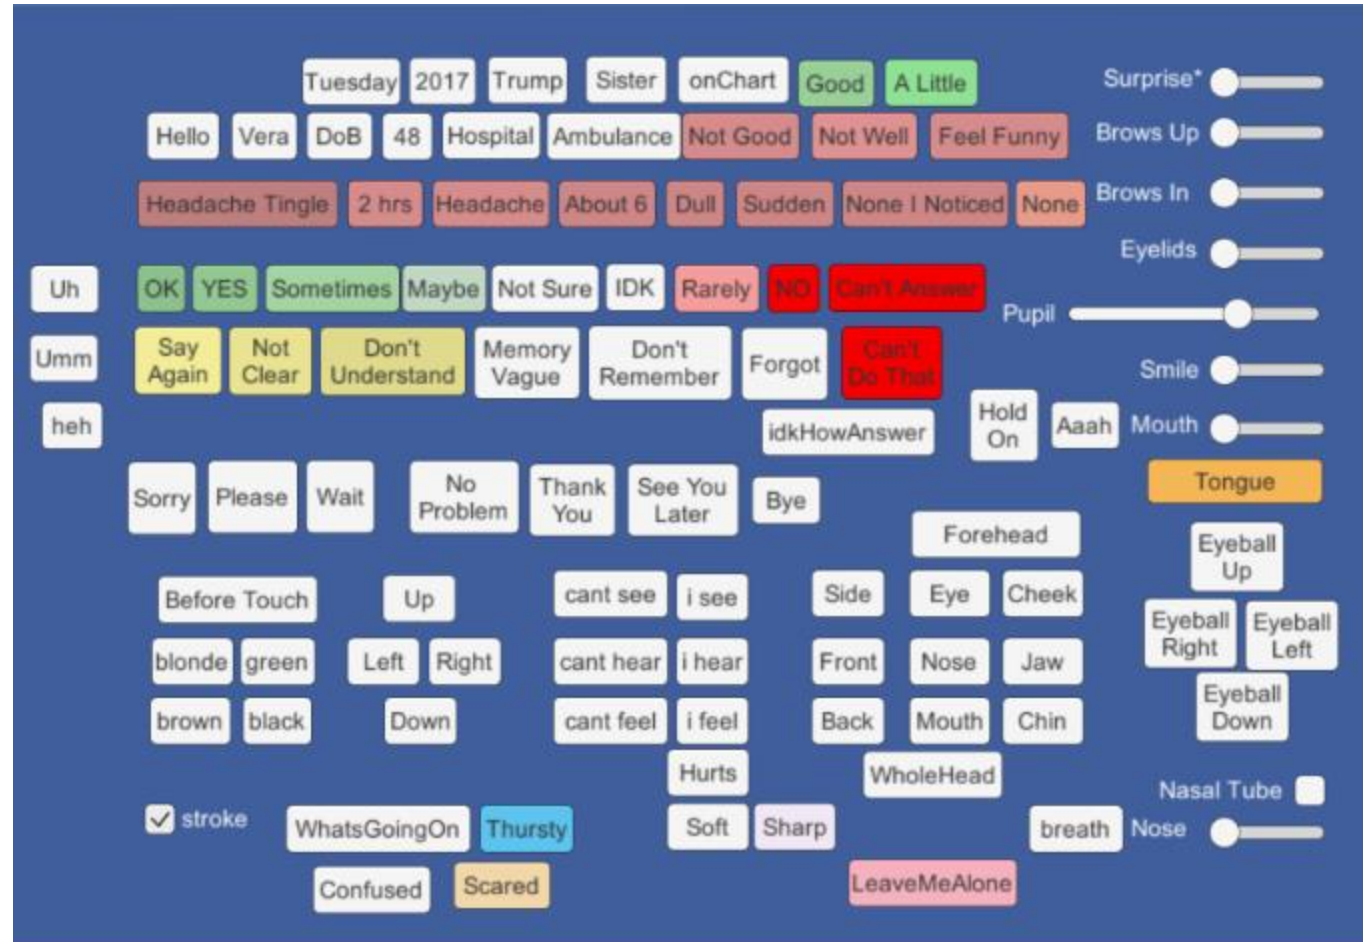 Tuesday 2017 Trump Sister onChart Good A Little Surprise*
Hello Vera DoB 48 Hospital Ambulance Not Good Not Well Feel Funny Brows Up
Headache Tingle 2 hrs Headache About 6 Dull Sudden None I Noticed None Brows In
Eyelids
Uh OK YES Sometimes Maybe Not Sure IDK Rarely NO Can't Answer
Pupil
Umm Say Again Not Clear Don't Understand Memory Vague Don't Remember Forgot Can't Do That Smile
heh idkHowAnswer Hold On Aaah Mouth
Sorry Please Wait No Problem Thank You See You Later Bye Tongue
Forehead Eyeball Up
Before Touch Up cant see i see Side Eye Cheek
Eyeball Right Eyeball Left
blonde green Left Right cant hear i hear Front Nose Jaw
brown black Down cant feel i feel Back Mouth Chin Eyeball Down
Hurts WholeHead
Nasal Tube
stroke WhatsGoingOn Thursty Soft Sharp breath Nose
Confused Scared LeaveMeAlone